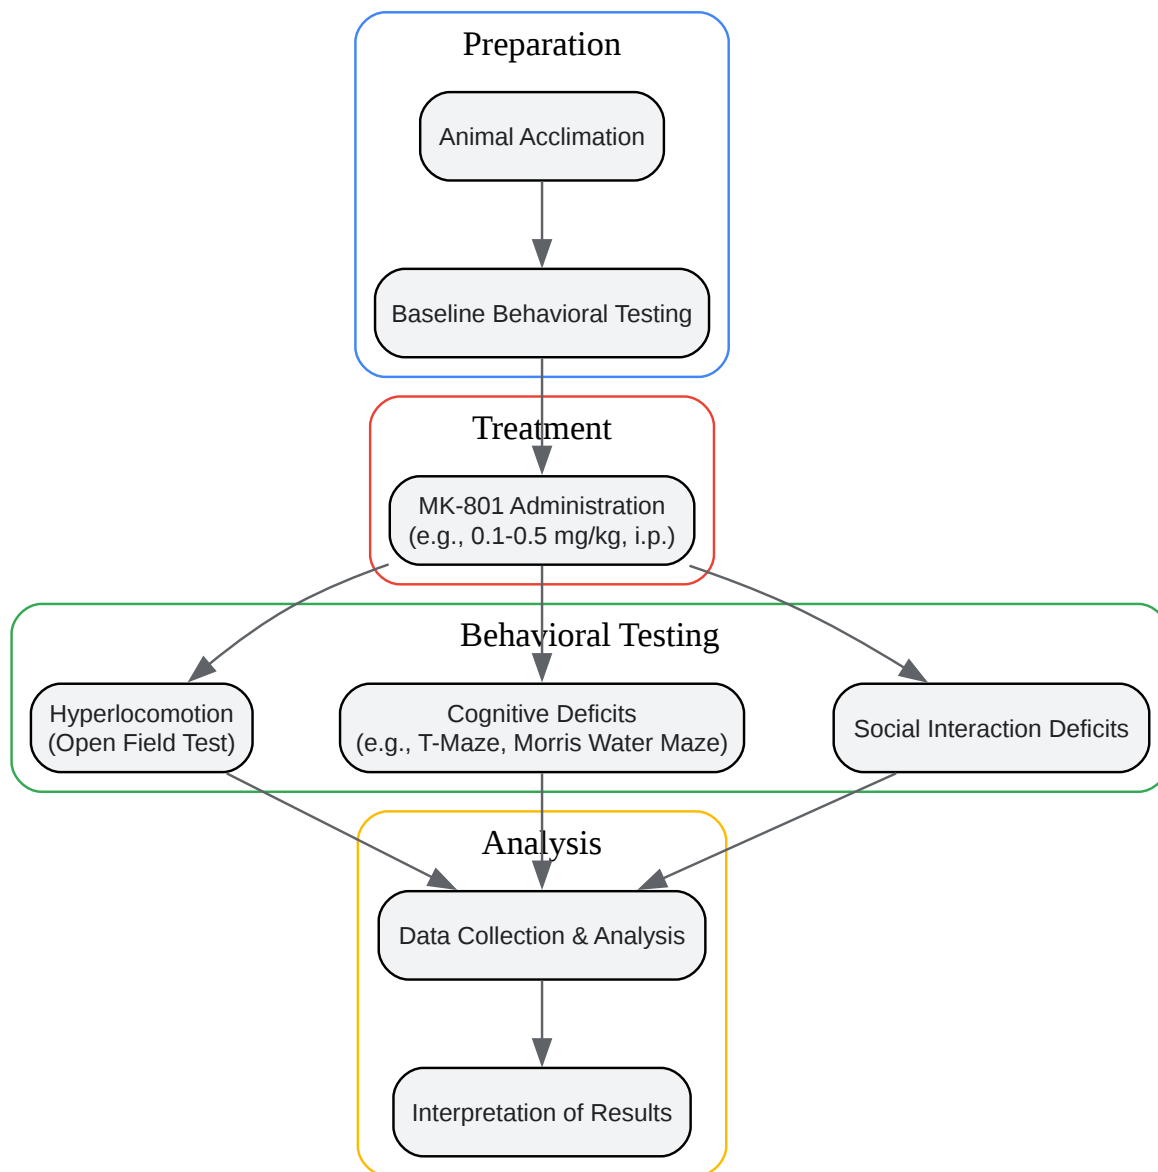 Preparation
Animal Acclimation
Baseline Behavioral Testing
Treatment
MK-801 Administration
(e.g., 0.1-0.5 mg/kg, i.p.)
Behavioral Testing
Hyperlocomotion
(Open Field Test)
Cognitive Deficits
(e.g., T-Maze, Morris Water Maze)
Social Interaction Deficits
Analysis
Data Collection & Analysis
Interpretation of Results